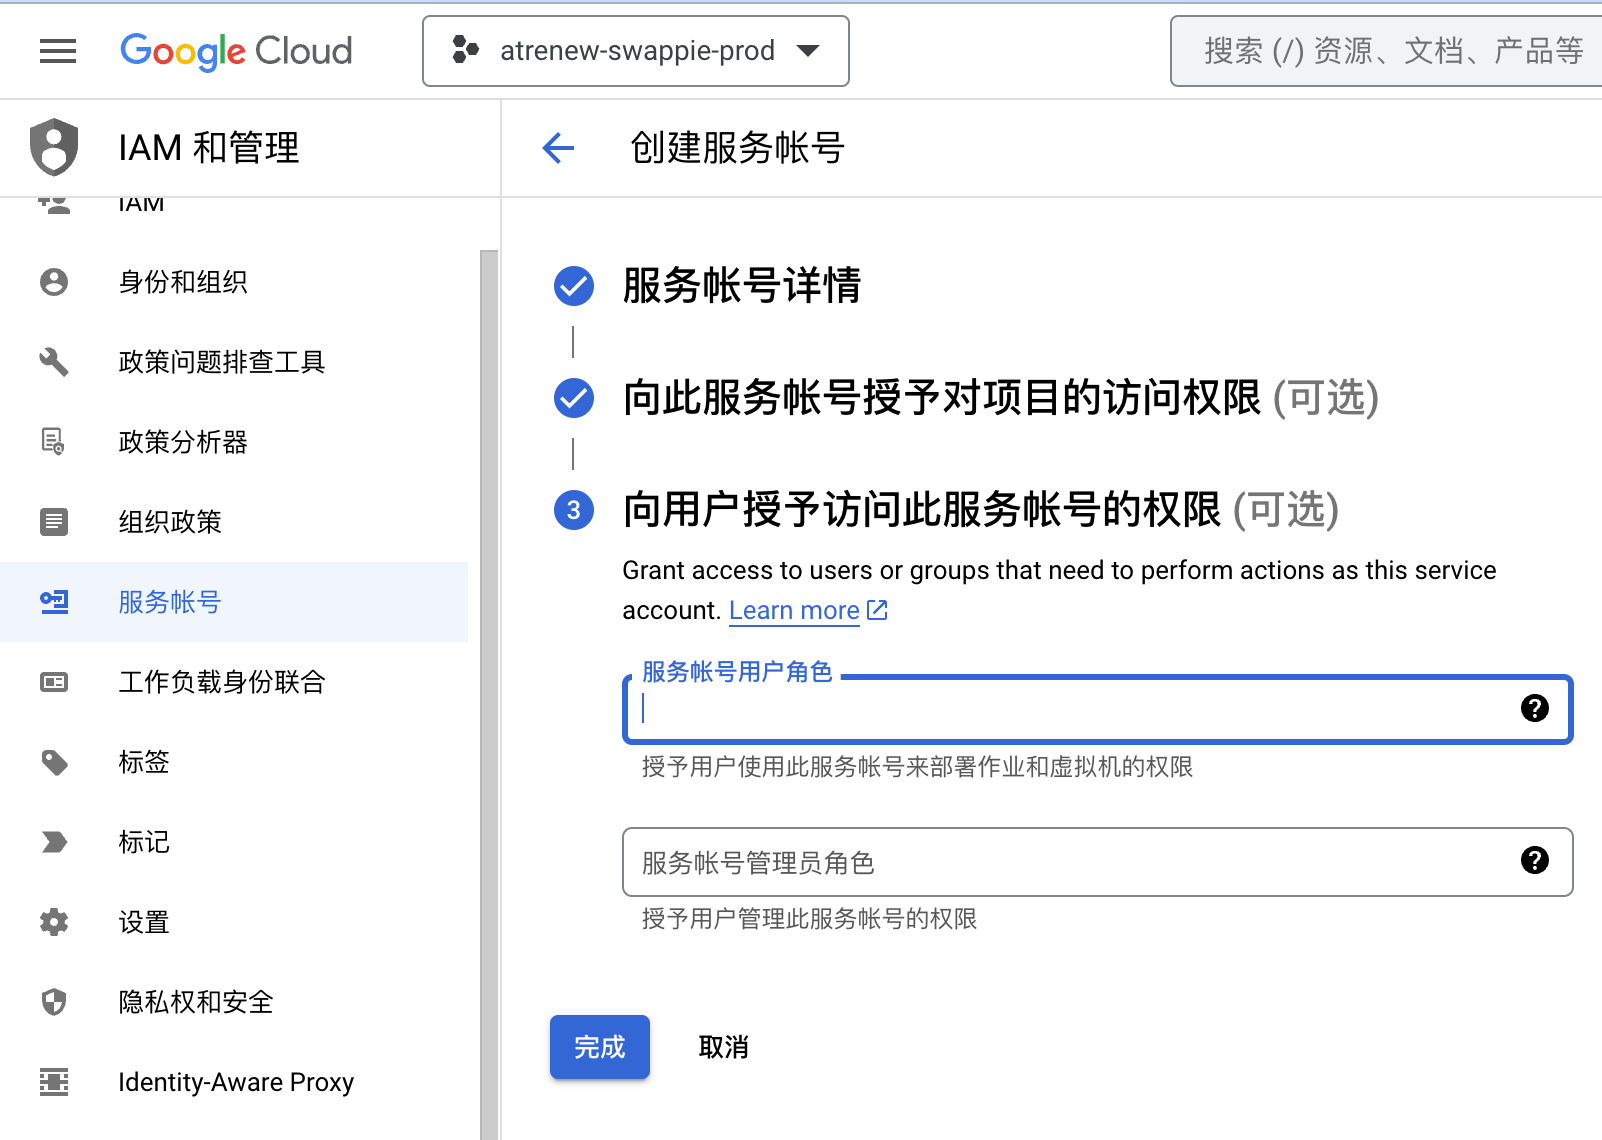 Google Cloud
atrenew-swappie-prod
搜索 (/) 资源、文档、产品等
IAM 和管理
创建服务帐号
IAM
身份和组织
政策问题排查工具
政策分析器
组织政策
服务帐号
工作负载身份联合
标签
标记
设置
隐私权和安全
Identity-Aware Proxy
服务帐号详情
向此服务帐号授予对项目的访问权限 (可选)
3 向用户授予访问此服务帐号的权限 (可选)
Grant access to users or groups that need to perform actions as this service
account. Learn more
服务帐号用户角色
授予用户使用此服务帐号来部署作业和虚拟机的权限
服务帐号管理员角色
授予用户管理此服务帐号的权限
完成 取消